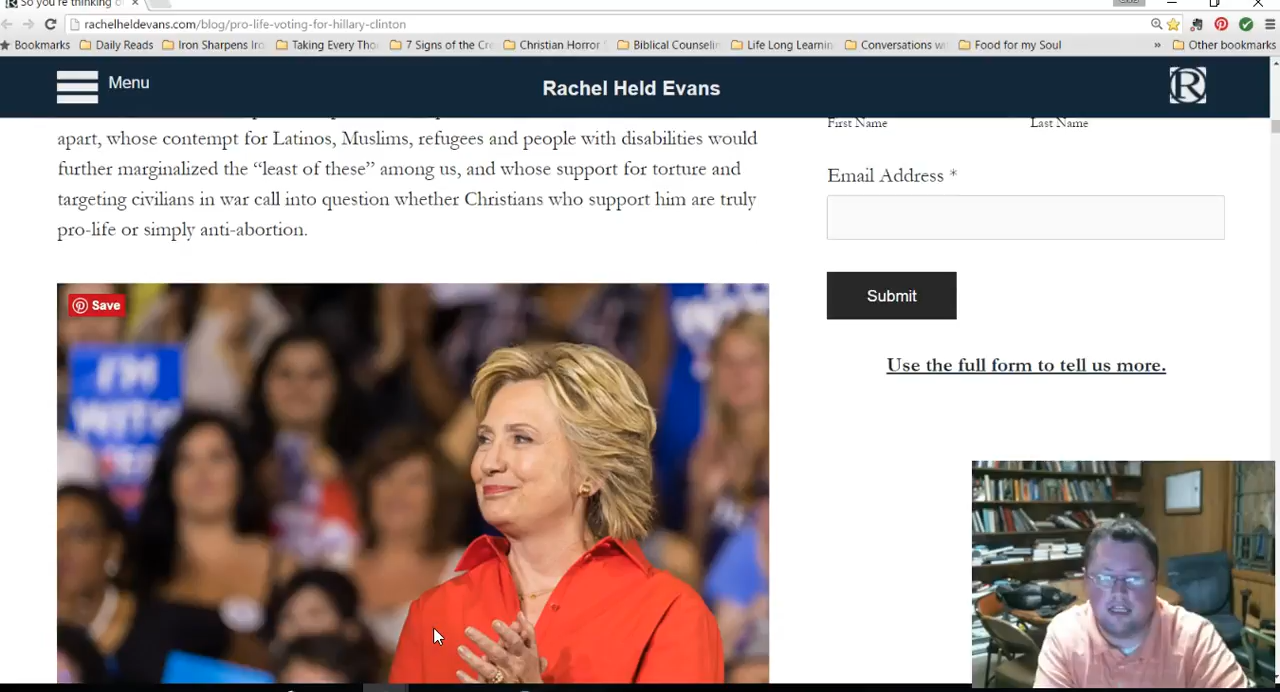 So you're thinking o
rachelheldevans.com/blog/pro-life-voting-for-hillary-clinton
Bookmarks Daily Reads Iron Sharpens Iro Taking Every Tho 7 Signs of the Cre Christian Horror Biblical Counselin Life Long Learnin Conversations w Food for my Soul » Other bookmarks
Menu
Rachel Held Evans
R
apart, whose contempt for Latinos, Muslims, refugees and people with disabilities would
further marginalized the “least of these” among us, and whose support for torture and
targeting civilians in war call into question whether Christians who support him are truly
pro-life or simply anti-abortion.
Save
I'M
WITH
First Name Last Name
Email Address *
Submit
Use the full form to tell us more.